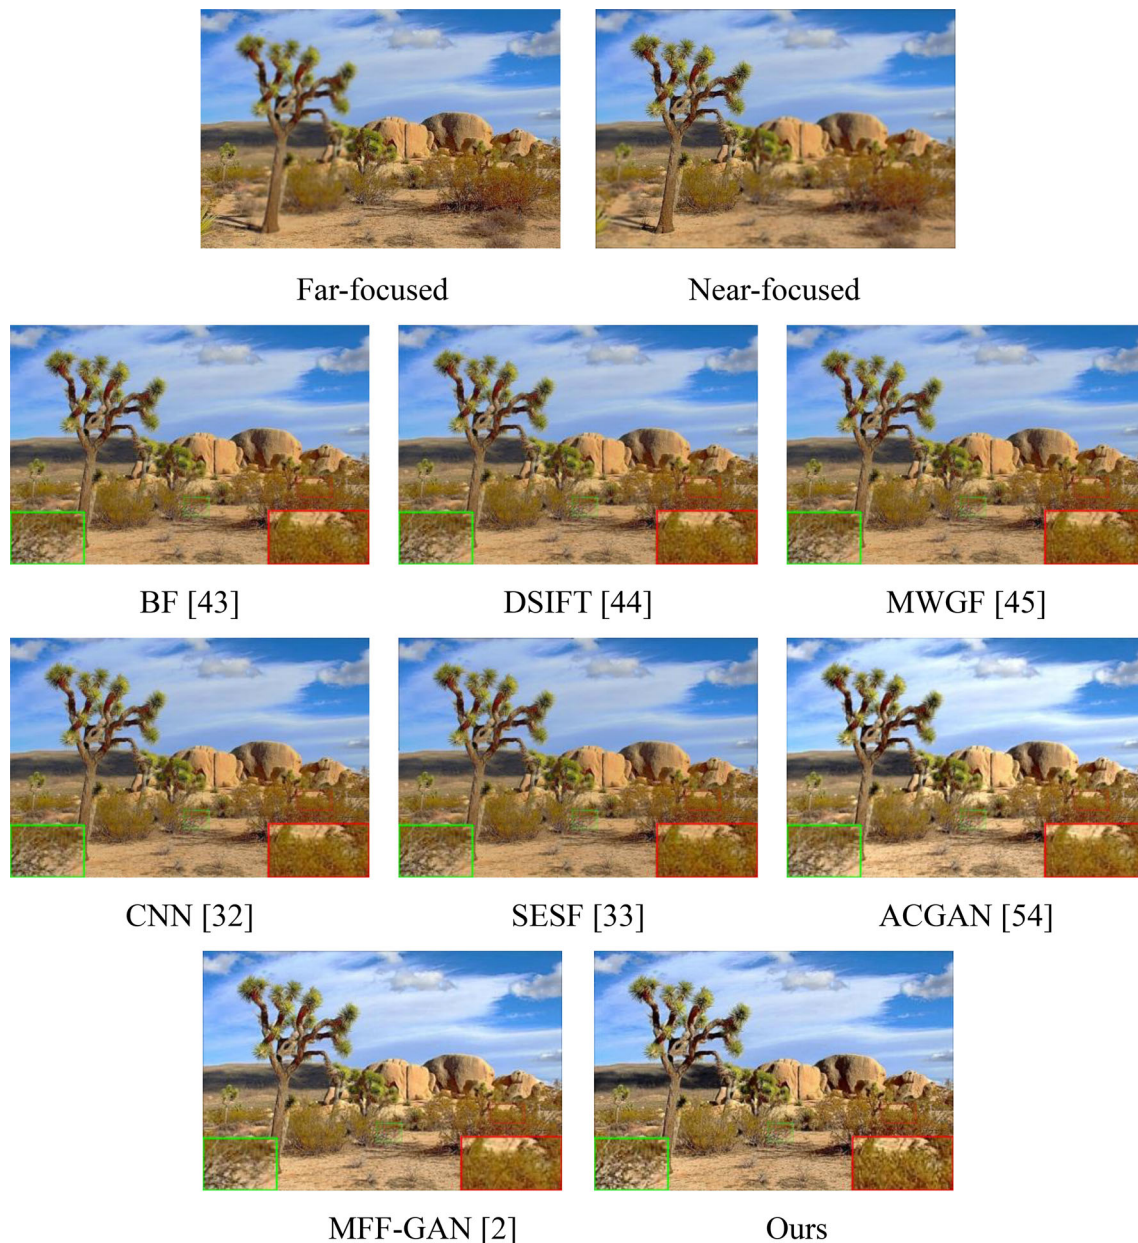 Far-focused
Near-focused
BF [43]
DSIFT [44]
MWGF [45]
CNN [32]
SESF [33]
ACGAN [54]
MFF-GAN [2]
Ours